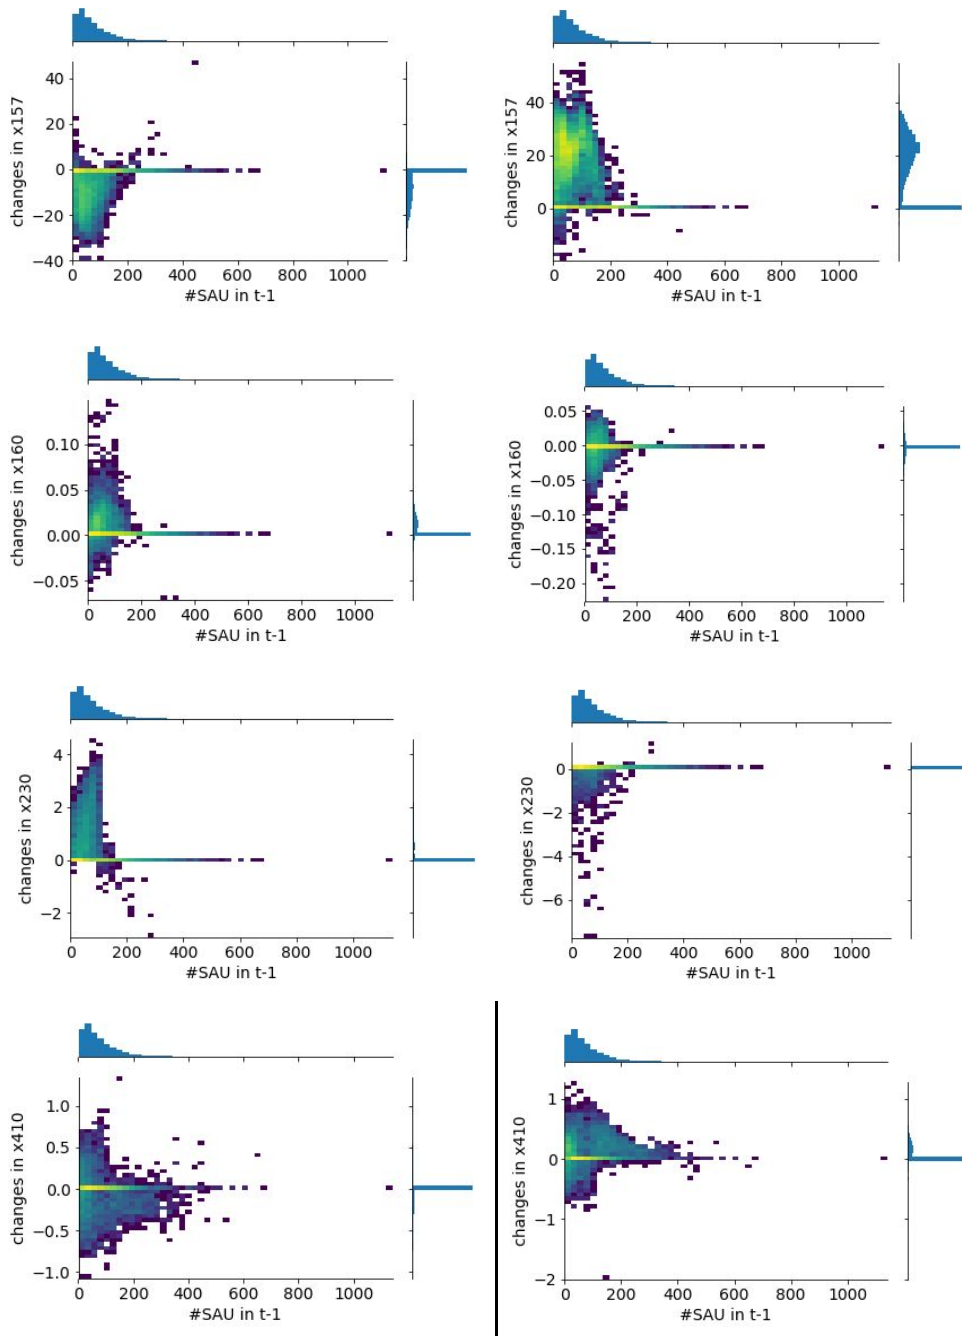 changes in x157
40
20
0
−20
−40
0 200 400 600 800 1000
#SAU in t-1
changes in x157
40
20
0
0 200 400 600 800 1000
#SAU in t-1
changes in x160
0.10
0.05
0.00
−0.05
0 200 400 600 800 1000
#SAU in t-1
changes in x160
0.05
0.00
−0.05
−0.10
−0.15
−0.20
0 200 400 600 800 1000
#SAU in t-1
changes in x230
4
2
0
−2
0 200 400 600 800 1000
#SAU in t-1
changes in x230
0
−2
−4
−6
0 200 400 600 800 1000
#SAU in t-1
changes in x410
1.0
0.5
0.0
−0.5
−1.0
0 200 400 600 800 1000
#SAU in t-1
changes in x410
1
0
−1
−2
0 200 400 600 800 1000
#SAU in t-1